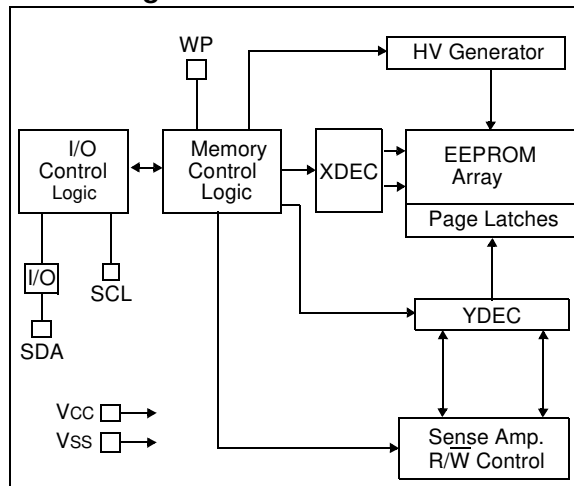 WP
HV Generator
I/O
Control
Logic
Memory
Control
Logic
XDEC
EEPROM
Array
Page Latches
I/O
SCL
SDA
YDEC
VCC
VSS
Sense Amp.
R/W̅ Control